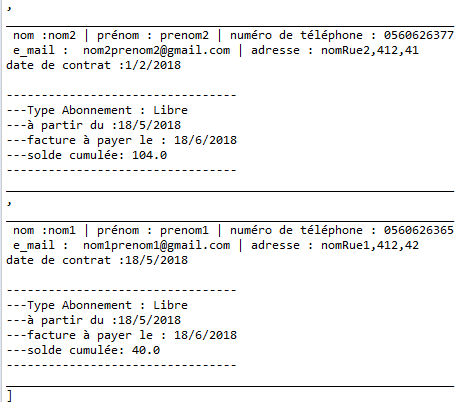 ,
________________________________________________________________
 nom :nom2 | prénom : prenom2 | numéro de téléphone : 0560626377
 e_mail :  nom2prenom2@gmail.com | adresse : nomRue2,412,41
date de contrat :1/2/2018
---------------------------------
---Type Abonnement : Libre
---à partir du :18/5/2018
---facture à payer le : 18/6/2018
---solde cumulée: 104.0
---------------------------------
________________________________________________________________
,
________________________________________________________________
 nom :nom1 | prénom : prenom1 | numéro de téléphone : 0560626365
 e_mail :  nom1prenom1@gmail.com | adresse : nomRue1,412,42
date de contrat :18/5/2018
---------------------------------
---Type Abonnement : Libre
---à partir du :18/5/2018
---facture à payer le : 18/6/2018
---solde cumulée: 40.0
---------------------------------
________________________________________________________________
]